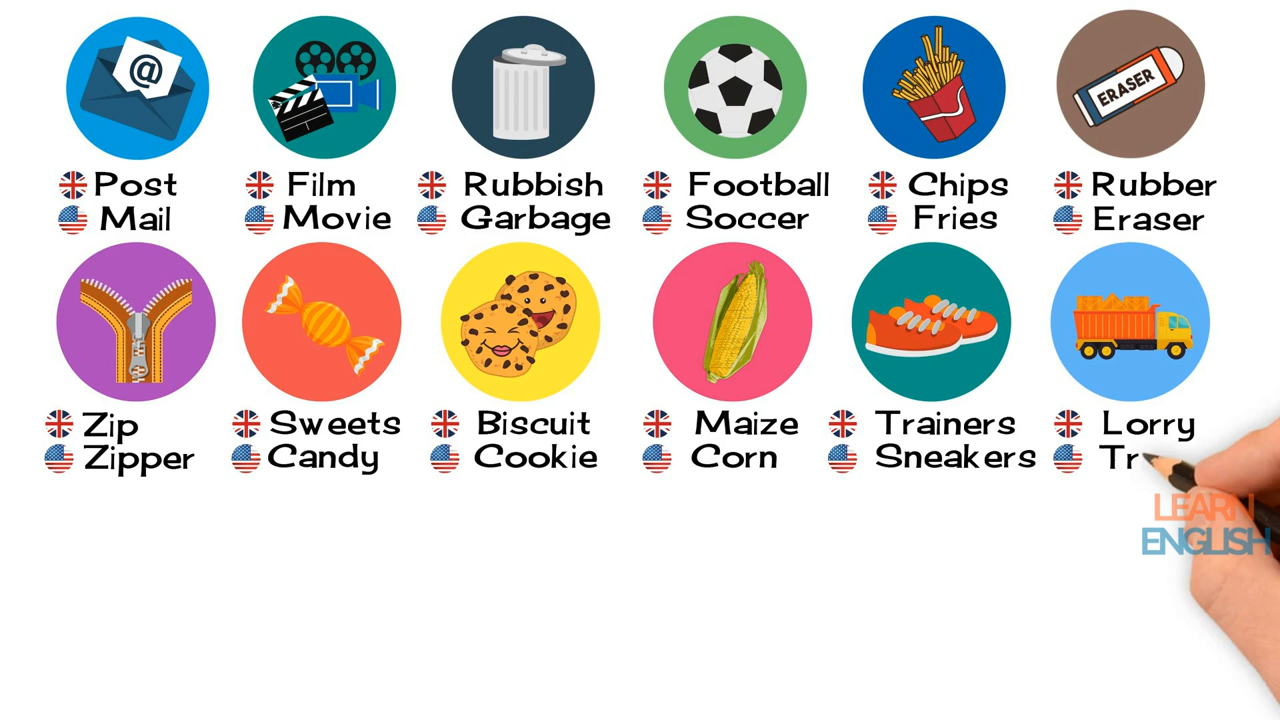 @
ERASER
Post
Mail
Film
Movie
Rubbish
Garbage
Football
Soccer
Chips
Fries
Rubber
Eraser
Zip
Zipper
Sweets
Candy
Biscuit
Cookie
Maize
Corn
Trainers
Sneakers
Lorry
Tr
LEARN
ENGLISH